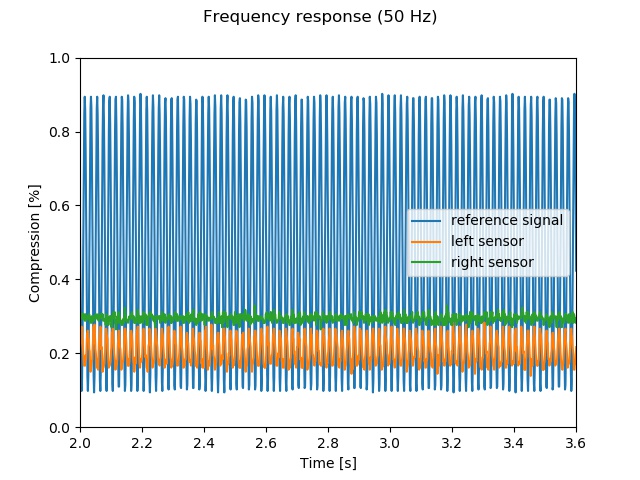 Frequency response (50 Hz)
1.0
0.8
0.6
0.4
0.2
0.0
Compression [%]
reference signal
left sensor
right sensor
2.0 2.2 2.4 2.6 2.8 3.0 3.2 3.4 3.6
Time [s]